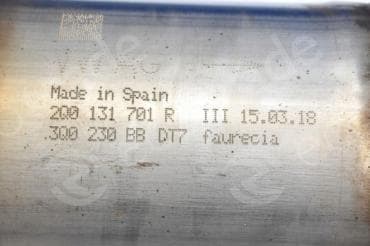 Made in Spain
2Q0 131 701 R III 15.03.18
3Q0 230 BB DT7 faurecia